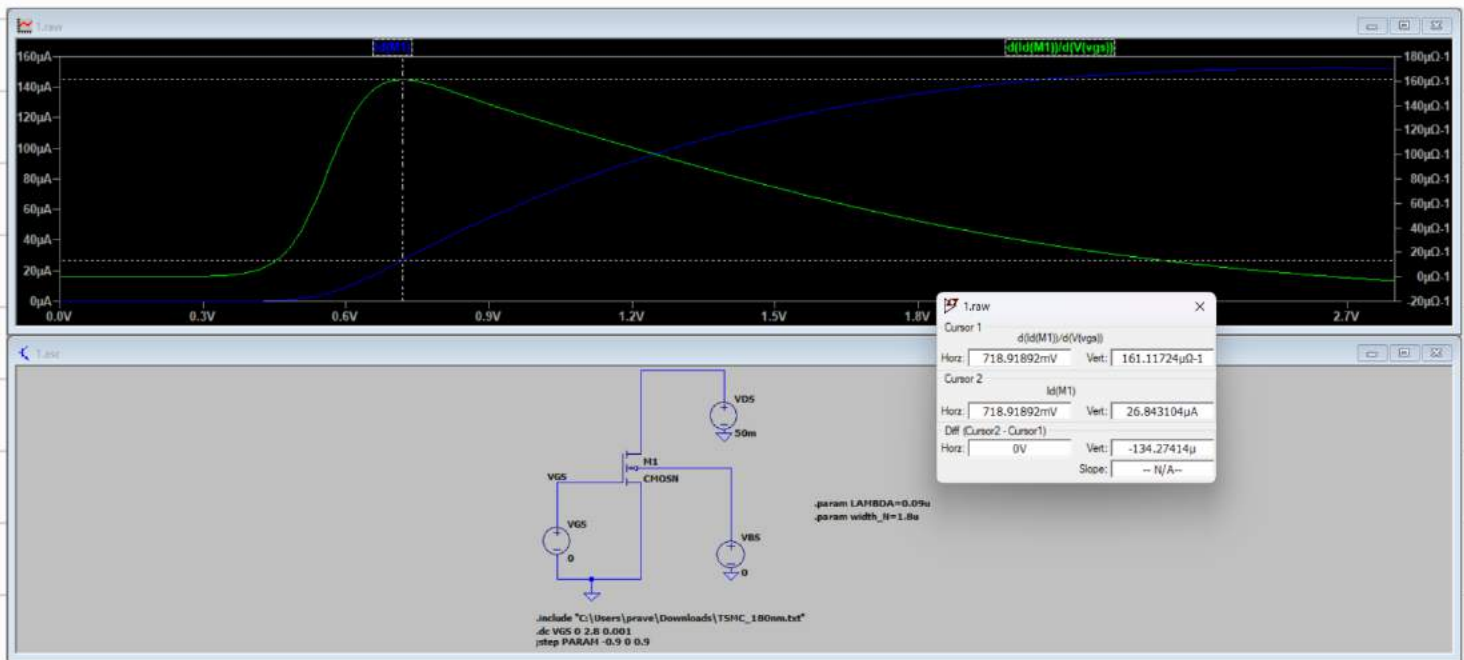 1.raw
Id(M1)
d(Id(M1))/d(V(vgs))
160µA
140µA
120µA
100µA
80µA
60µA
40µA
20µA
0µA
180µΩ-1
160µΩ-1
140µΩ-1
120µΩ-1
100µΩ-1
80µΩ-1
60µΩ-1
40µΩ-1
20µΩ-1
0µΩ-1
-20µΩ-1
0.0V 0.3V 0.6V 0.9V 1.2V 1.5V 1.8V 2.7V
1.raw
Cursor 1
d(Id(M1))/d(V(vgs))
Horz: 718.91892mV Vert: 161.11724µΩ-1
Cursor 2
Id(M1)
Horz: 718.91892mV Vert: 26.843104µA
Diff (Cursor2 - Cursor1)
Horz: 0V Vert: -134.27414µ
Slope: -- N/A--
1.asc
VDS
50m
M1
CMOSN
VGS
VGS
0
VBS
0
.param LAMBDA=0.09u
.param width_N=1.8u
.include "C:\Users\prave\Downloads\TSMC_180nm.txt"
.dc VGS 0 2.8 0.001
;step PARAM -0.9 0 0.9